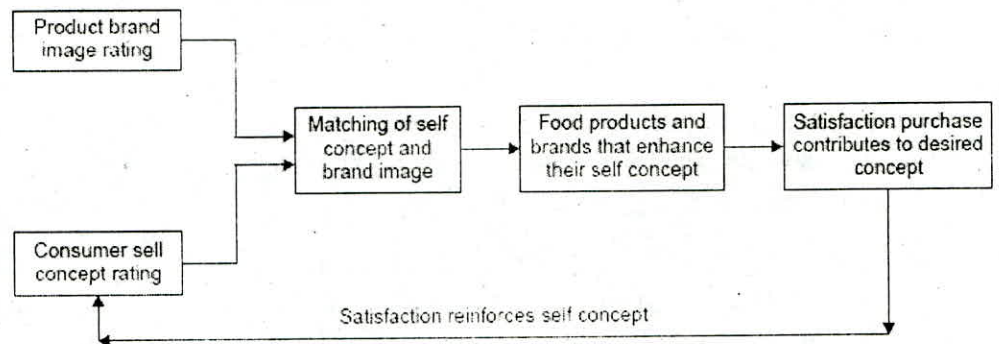 Product brand
image rating
Matching of self
concept and
brand image
Food products and
brands that enhance
their self concept
Satisfaction purchase
contributes to desired
concept
Consumer sell
concept rating
Satisfaction reinforces self concept